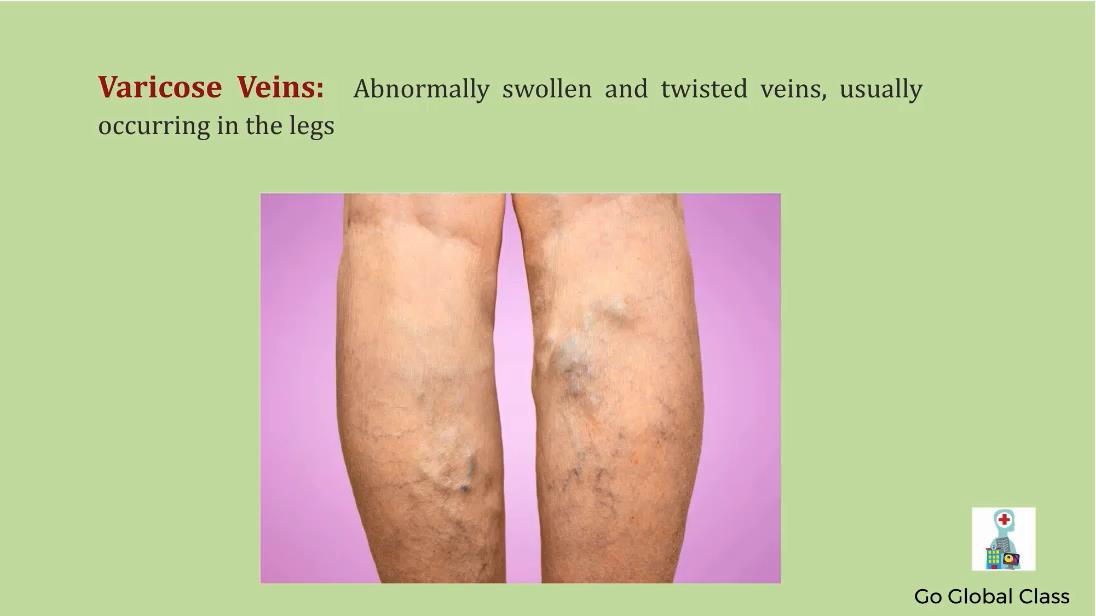 Varicose Veins: Abnormally swollen and twisted veins, usually
occurring in the legs
Go Global Class